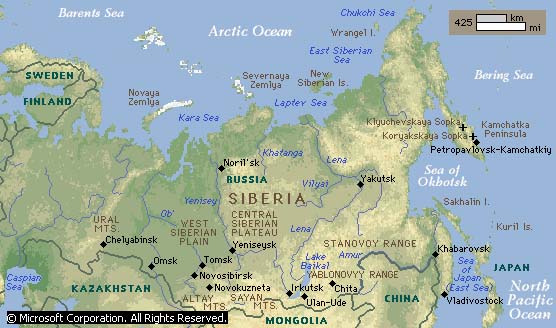 Chukchi Sea
425 km
mi
Barents Sea
Wrangel I.
Arctic Ocean
East Siberian
Sea
Bering Sea
SWEDEN
FINLAND
Novaya
Zemlya
Severnaya
Zemlya
New
Siberian Is.
Laptev Sea
Kara Sea
Klyuchevskaya Sopka
Koryakskaya Sopka
Kamchatka
Peninsula
Petropavlovsk-Kamchatkiy
Khatanga
Noril'sk
Lena
RUSSIA
Vilyui
Yakutsk
Sea of
Okhotsk
SIBERIA
Yenisey
Ob'
Sakhalin I.
URAL
MTS.
WEST
SIBERIAN
PLAIN
CENTRAL
SIBERIAN
PLATEAU
Lena
Kuril Is.
Chelyabinsk
Yeniseysk
STANOVOY RANGE
Khabarovsk
Omsk
Tomsk
Lake
Baikal
Amur
Sea of
Japan
East
Sea
JAPAN
Caspian
Sea
Novosibirsk
YABLONOVYY RANGE
KAZAKHSTAN
Novokuzneta
Irkutsk
Chita
North
Pacific
Ocean
ALTAY
MTS.
SAYAN
MTS.
Ulan-Ude
CHINA
Vladivostock
MONGOLIA
© Microsoft Corporation. All Rights Reserved.